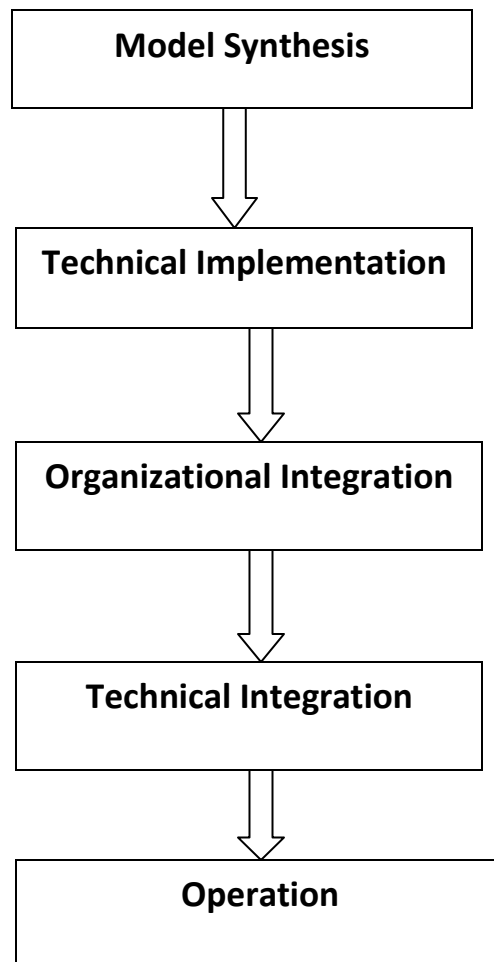 Model Synthesis
Technical Implementation
Organizational Integration
Technical Integration
Operation